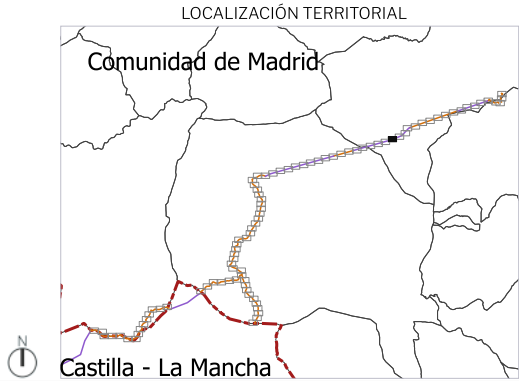 LOCALIZACIÓN TERRITORIAL
Comunidad de Madrid
N
Castilla - La Mancha